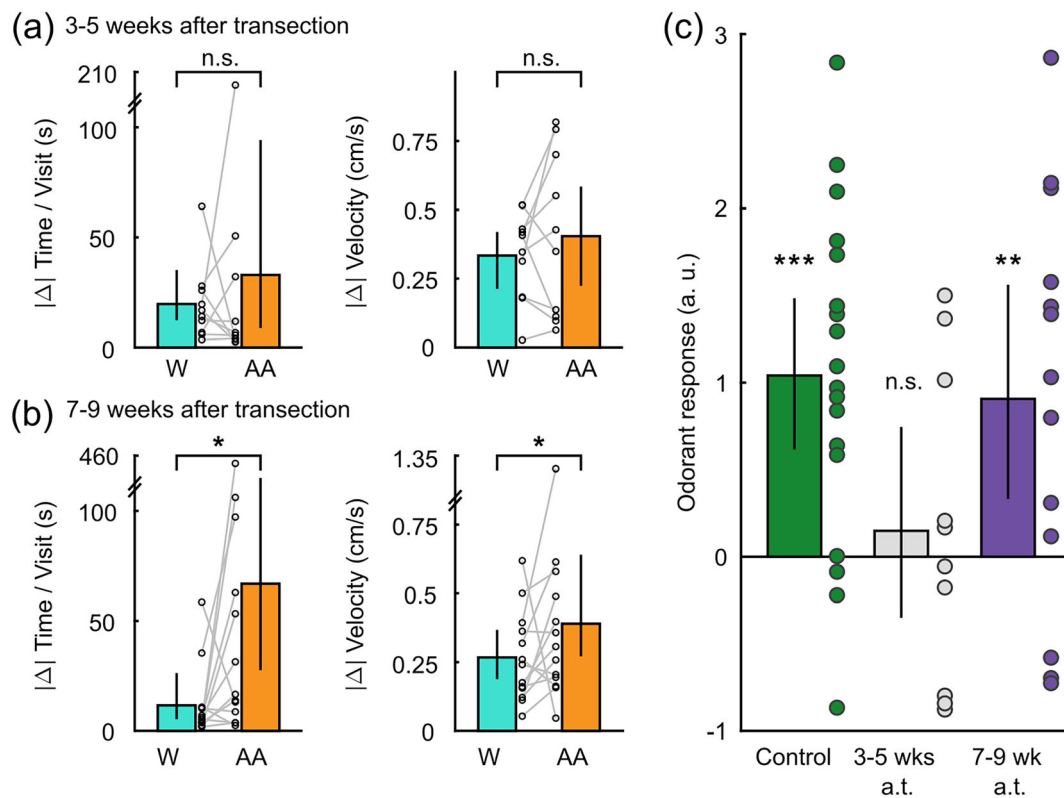 (a) 3-5 weeks after transection
n.s.
210
100
50
0
|Δ| Time / Visit (s)
W AA
n.s.
0.75
0.5
0.25
0
|Δ| Velocity (cm/s)
W AA
(b) 7-9 weeks after transection
*
460
100
50
0
|Δ| Time / Visit (s)
W AA
*
1.35
0.75
0.5
0.25
0
|Δ| Velocity (cm/s)
W AA
(c)
3
2
1
0
-1
Odorant response (a. u.)
***
n.s.
**
Control 3-5 wks 7-9 wk
a.t. a.t.